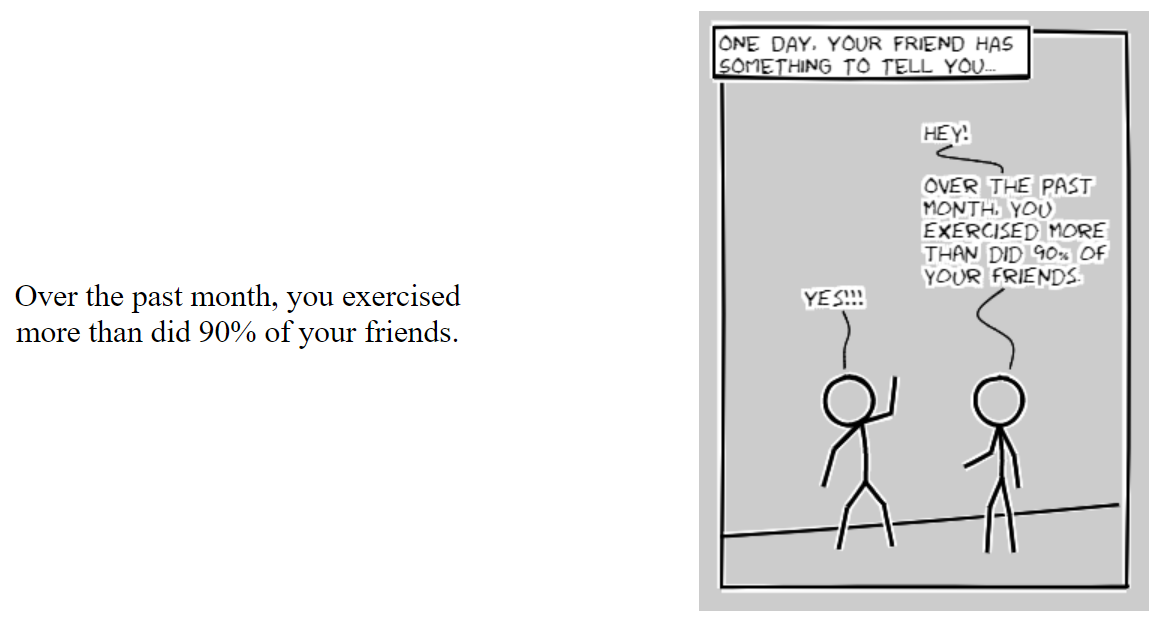 Over the past month, you exercised
more than did 90% of your friends.
ONE DAY, YOUR FRIEND HAS
SOMETHING TO TELL YOU...
HEY!
OVER THE PAST
MONTH, YOU
EXERCISED MORE
THAN DID 90% OF
YOUR FRIENDS.
YES!!!